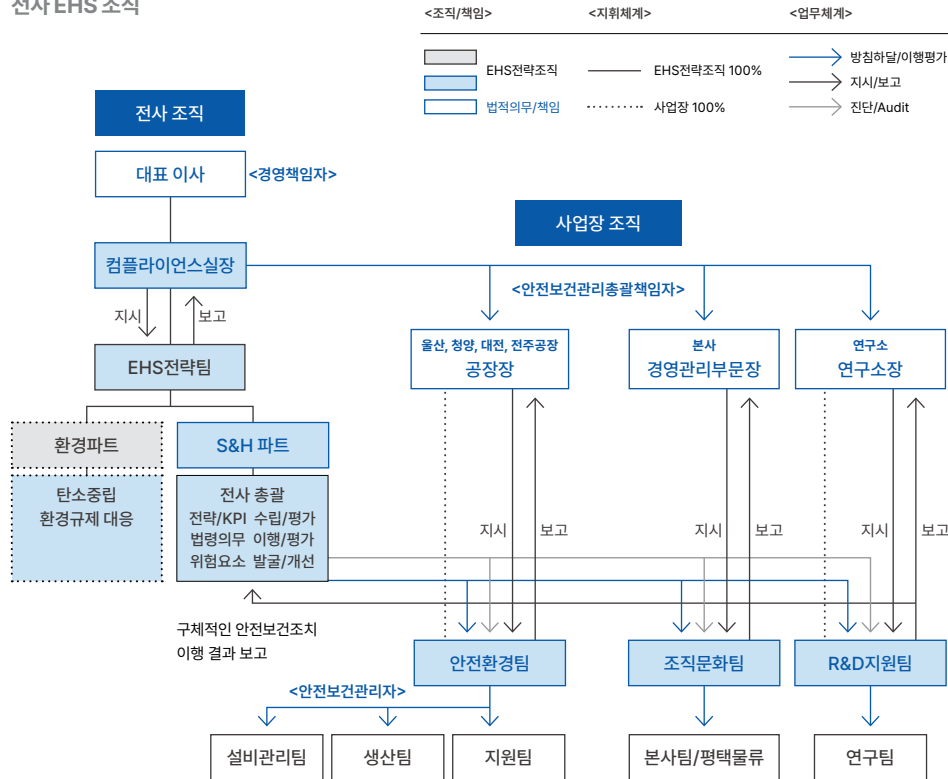 전사 EHS 조직
<조직/책임>
<지휘체계>
<업무체계>
EHS전략조직
EHS전략조직 100%
방침하달/이행평가
지시/보고
법적의무/책임
사업장 100%
진단/Audit
전사 조직
대표 이사
<경영책임자>
사업장 조직
컴플라이언스실장
<안전보건관리총괄책임자>
지시
보고
울산, 청양, 대전, 전주공장
공장장
본사
경영관리부문장
연구소
연구소장
EHS전략팀
환경파트
S&H 파트
탄소중립
환경규제 대응
전사 총괄
전략/KPI 수립/평가
법령의무 이행/평가
위험요소 발굴/개선
지시
보고
지시
보고
지시
보고
구체적인 안전보건조치
이행 결과 보고
안전환경팀
조직문화팀
R&D지원팀
<안전보건관리자>
설비관리팀
생산팀
지원팀
본사팀/평택물류
연구팀